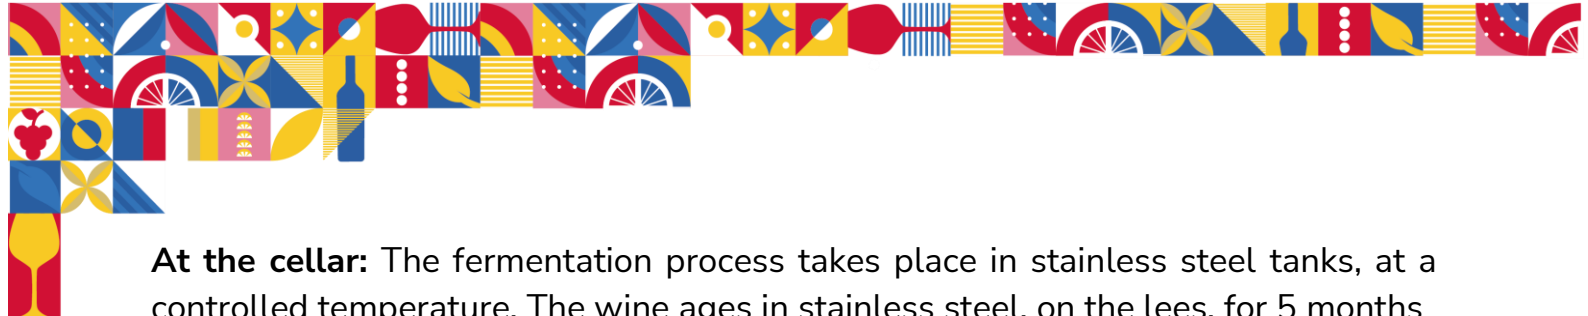 At the cellar: The fermentation process takes place in stainless steel tanks, at a
controlled temperature. The wine ages in stainless steel, on the lees, for 5 months